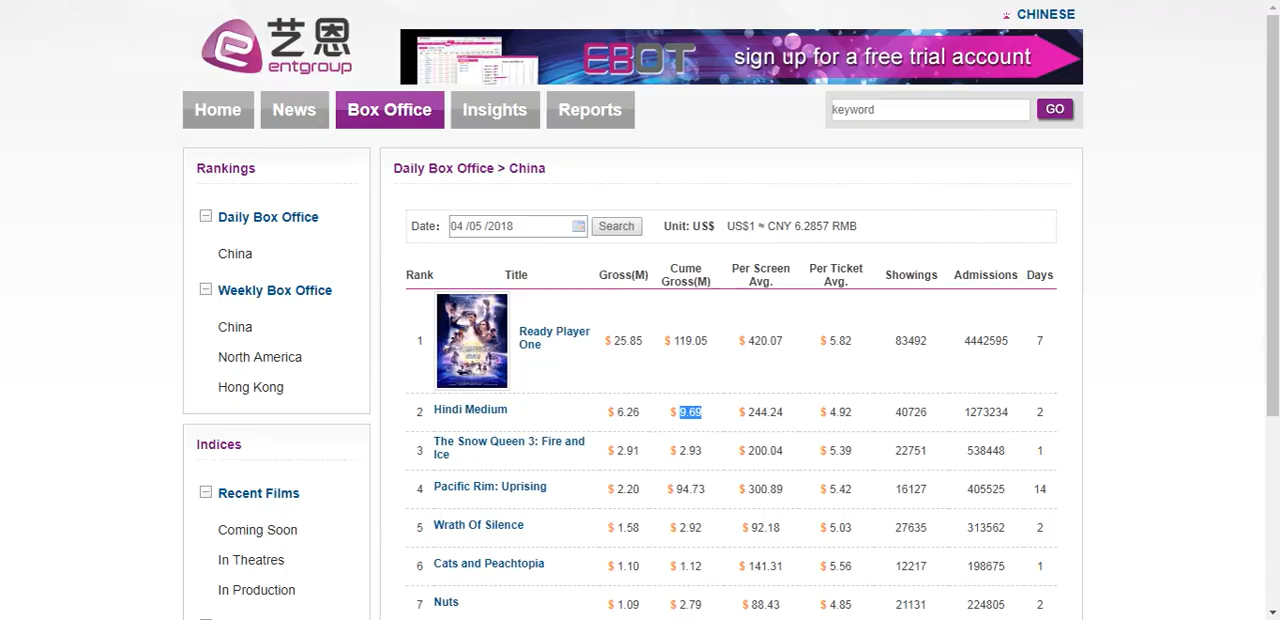 CHINESE
艺恩
entgroup
EBOT sign up for a free trial account
Home News Box Office Insights Reports
keyword GO
Rankings
Daily Box Office
China
Weekly Box Office
China
North America
Hong Kong
Indices
Recent Films
Coming Soon
In Theatres
In Production
Daily Box Office > China
Date: 04 /05 /2018 Search Unit: US$ US$1 ≈ CNY 6.2857 RMB
Rank Title Gross(M) Cume Gross(M) Per Screen Avg. Per Ticket Avg. Showings Admissions Days
1 Ready Player One $ 25.85 $ 119.05 $ 420.07 $ 5.82 83492 4442595 7
2 Hindi Medium $ 6.26 $ 9.69 $ 244.24 $ 4.92 40726 1273234 2
3 The Snow Queen 3: Fire and Ice $ 2.91 $ 2.93 $ 200.04 $ 5.39 22751 538448 1
4 Pacific Rim: Uprising $ 2.20 $ 94.73 $ 300.89 $ 5.42 16127 405525 14
5 Wrath Of Silence $ 1.58 $ 2.92 $ 92.18 $ 5.03 27635 313562 2
6 Cats and Peachtopia $ 1.10 $ 1.12 $ 141.31 $ 5.56 12217 198675 1
7 Nuts $ 1.09 $ 2.79 $ 88.43 $ 4.85 21131 224805 2